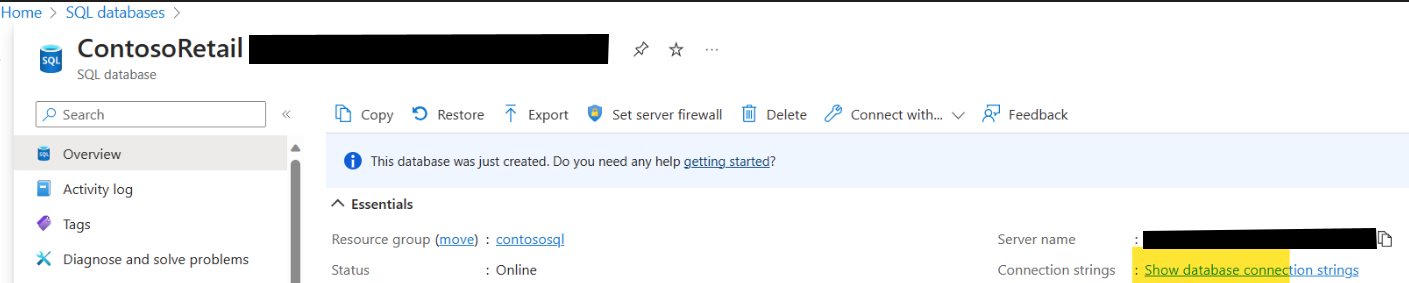 Home > SQL databases >
ContosoRetail
SQL
SQL database
Search
«
Copy Restore Export Set server firewall Delete Connect with... Feedback
SQL Overview
Activity log
Tags
Diagnose and solve problems
This database was just created. Do you need any help getting started?
Essentials
Resource group (move) : contososql
Server name :
Status : Online
Connection strings : Show database connection strings